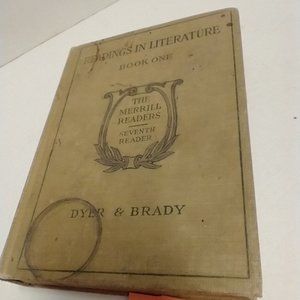 READINGS IN LITERATURE
BOOK ONE
THE
MERRILL
READERS
SEVENTH
READER
DYER & BRADY